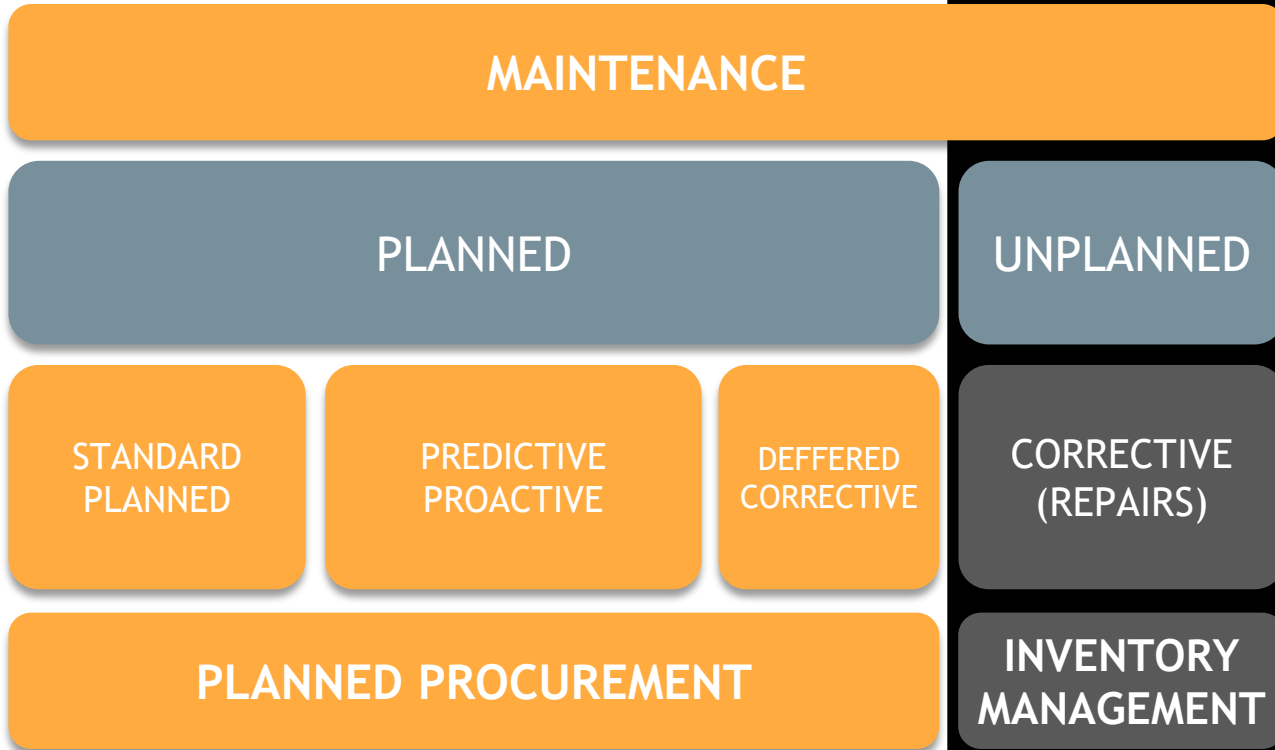 MAINTENANCE
PLANNED
UNPLANNED
STANDARD
PLANNED
PREDICTIVE
PROACTIVE
DEFFERED
CORRECTIVE
CORRECTIVE
(REPAIRS)
PLANNED PROCUREMENT
INVENTORY
MANAGEMENT